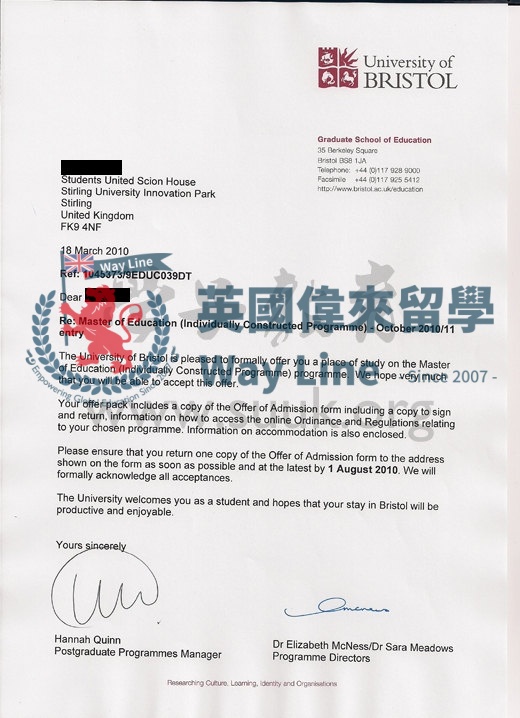 University of
BRISTOL
Graduate School of Education
35 Berkeley Square
Bristol BS8 1JA
Telephone: +44 (0)117 928 9000
Facsimile +44 (0)117 925 5412
http://www.bristol.ac.uk/education
Students United Scion House
Stirling University Innovation Park
Stirling
United Kingdom
FK9 4NF
18 March 2010
Ref: 1045373/9EDUC039DT
Dear
Re: Master of Education (Individually Constructed Programme) - October 2010/11
entry
The University of Bristol is pleased to formally offer you a place of study on the Master
of Education (Individually Constructed Programme) programme. We hope very much
that you will be able to accept this offer.
Your offer pack includes a copy of the Offer of Admission form including a copy to sign
and return, information on how to access the online Ordinance and Regulations relating
to your chosen programme. Information on accommodation is also enclosed.
Please ensure that you return one copy of the Offer of Admission form to the address
shown on the form as soon as possible and at the latest by 1 August 2010. We will
formally acknowledge all acceptances.
The University welcomes you as a student and hopes that your stay in Bristol will be
productive and enjoyable.
Yours sincerely
Hannah Quinn
Postgraduate Programmes Manager
Dr Elizabeth McNess/Dr Sara Meadows
Programme Directors
Researching Culture, Learning, Identity and Organisations
Way Line
英國偉來留學
Way Line
Since 2007 -
Empowering Global Education Since
www.suuk.org